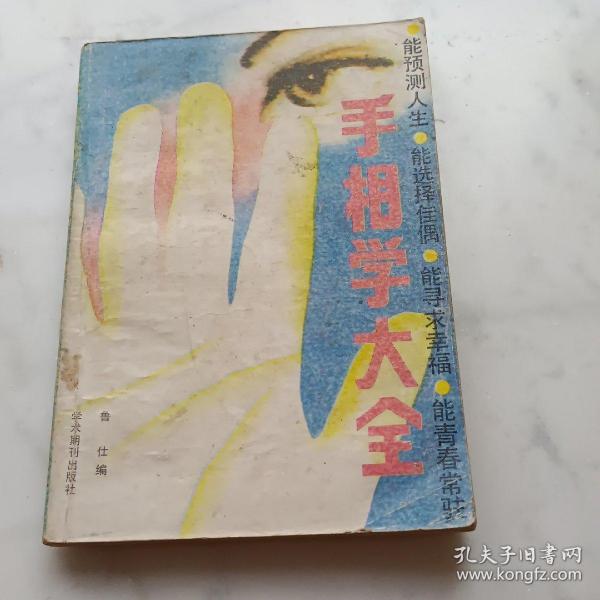 手相学大全
●能预测人生●能选择佳偶●能寻求幸福●能青春常驻
鲁仕编
学术期刊出版社
孔夫子旧书网
www.kongfz.com